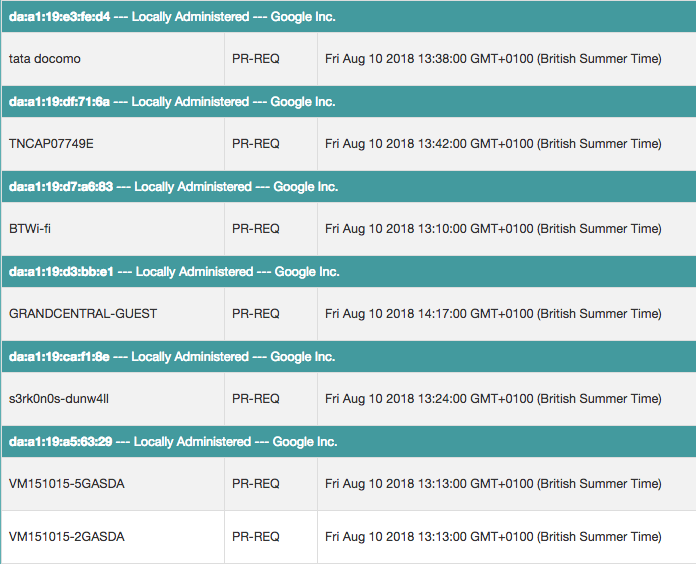 da:a1:19:e3:fe:d4 --- Locally Administered --- Google Inc.
tata docomo PR-REQ Fri Aug 10 2018 13:38:00 GMT+0100 (British Summer Time)
da:a1:19:df:71:6a --- Locally Administered --- Google Inc.
TNCAP07749E PR-REQ Fri Aug 10 2018 13:42:00 GMT+0100 (British Summer Time)
da:a1:19:d7:a6:83 --- Locally Administered --- Google Inc.
BTWi-fi PR-REQ Fri Aug 10 2018 13:10:00 GMT+0100 (British Summer Time)
da:a1:19:d3:bb:e1 --- Locally Administered --- Google Inc.
GRANDCENTRAL-GUEST PR-REQ Fri Aug 10 2018 14:17:00 GMT+0100 (British Summer Time)
da:a1:19:ca:f1:8e --- Locally Administered --- Google Inc.
s3rk0n0s-dunw4ll PR-REQ Fri Aug 10 2018 13:24:00 GMT+0100 (British Summer Time)
da:a1:19:a5:63:29 --- Locally Administered --- Google Inc.
VM151015-5GASDA PR-REQ Fri Aug 10 2018 13:13:00 GMT+0100 (British Summer Time)
VM151015-2GASDA PR-REQ Fri Aug 10 2018 13:13:00 GMT+0100 (British Summer Time)